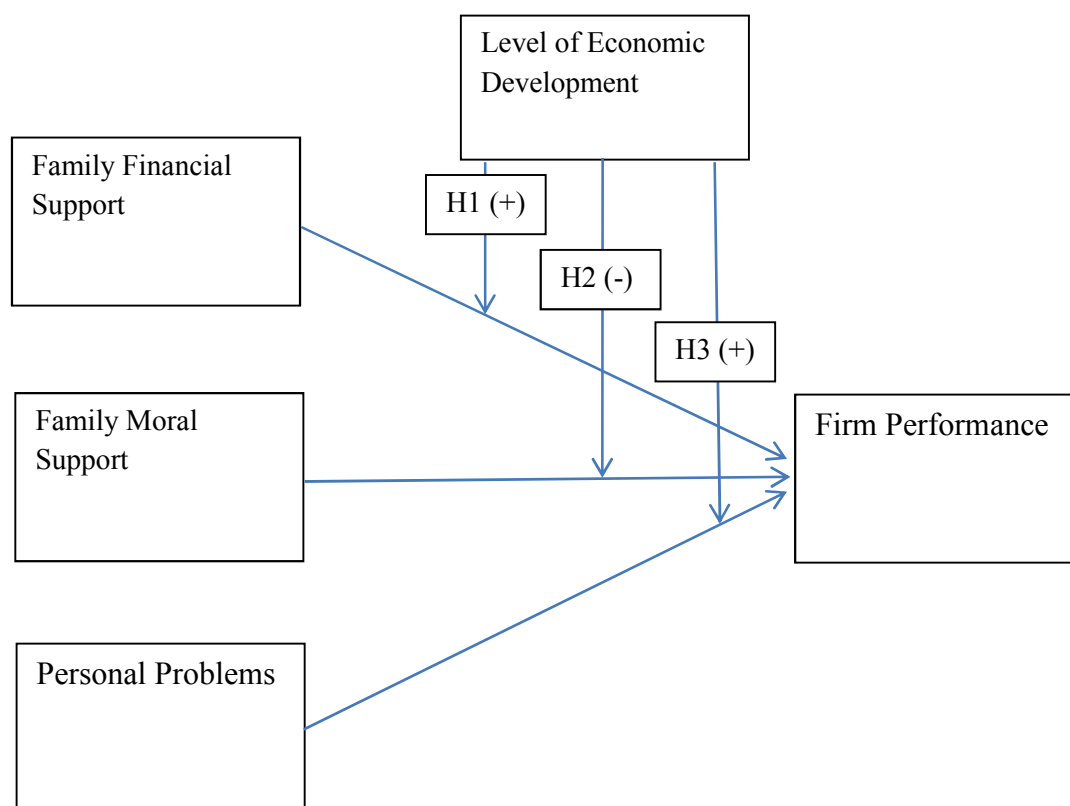 Level of Economic
Development
Family Financial
Support
H1 (+)
H2 (-)
H3 (+)
Family Moral
Support
Firm Performance
Personal Problems